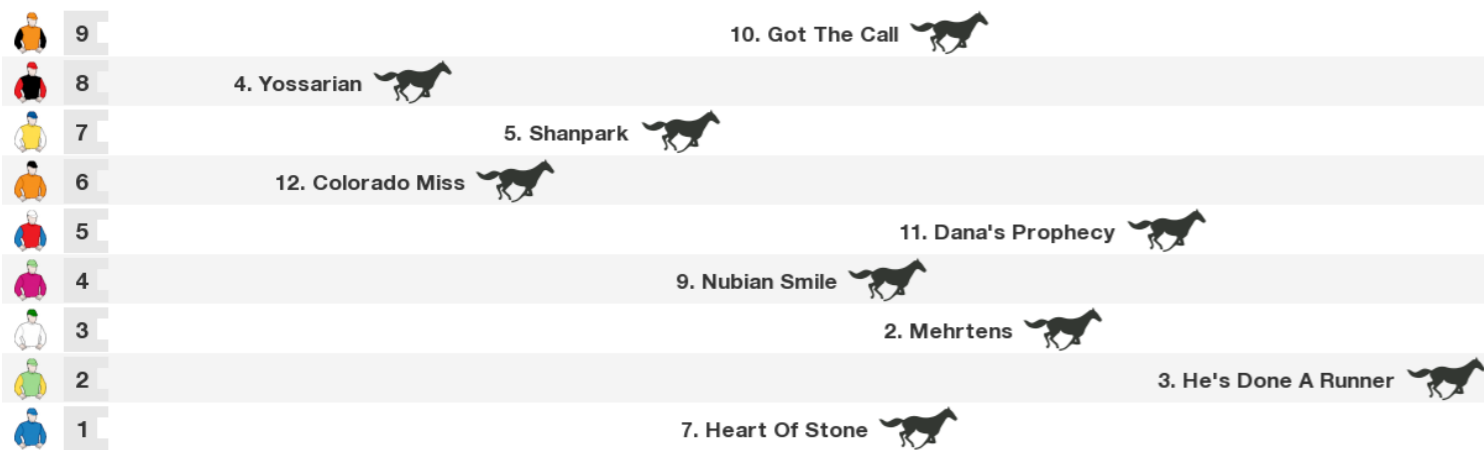 9 10. Got The Call
8 4. Yossarian
7 5. Shanpark
6 12. Colorado Miss
5 11. Dana's Prophecy
4 9. Nubian Smile
3 2. Mehrtens
2 3. He's Done A Runner
1 7. Heart Of Stone